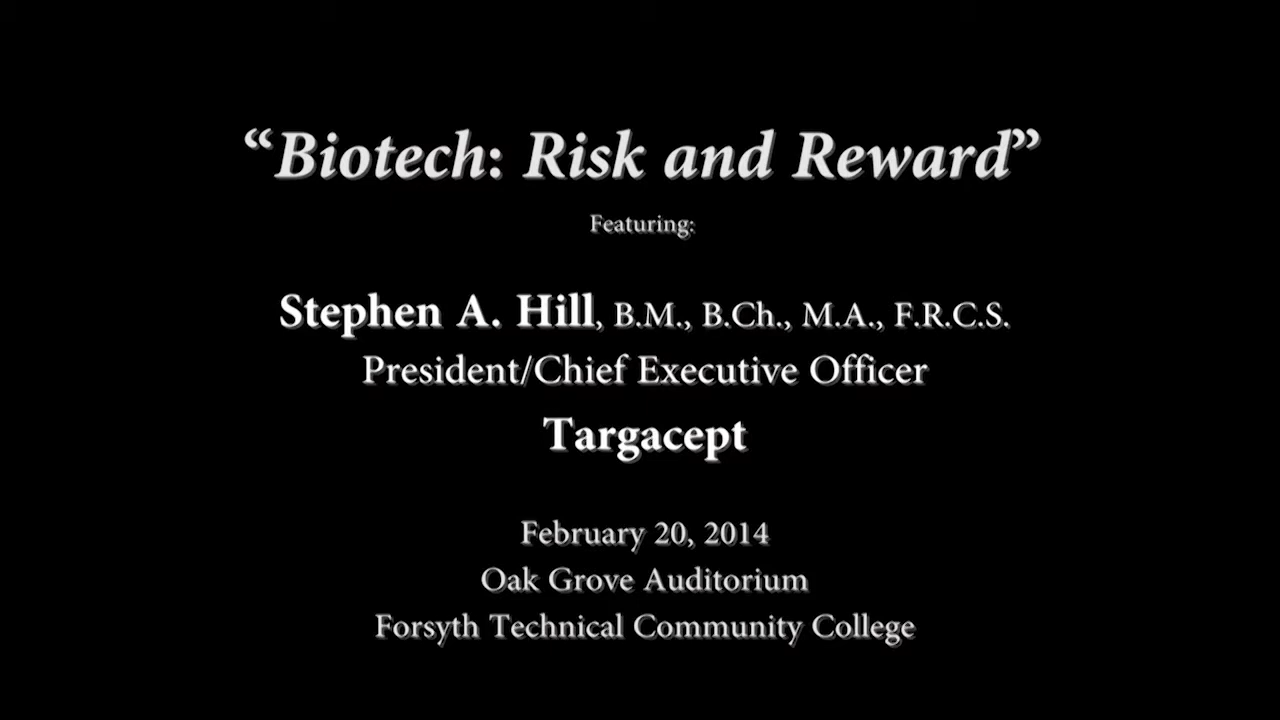 “Biotech: Risk and Reward”
Featuring:
Stephen A. Hill, B.M., B.Ch., M.A., F.R.C.S.
President/Chief Executive Officer
Targacept
February 20, 2014
Oak Grove Auditorium
Forsyth Technical Community College